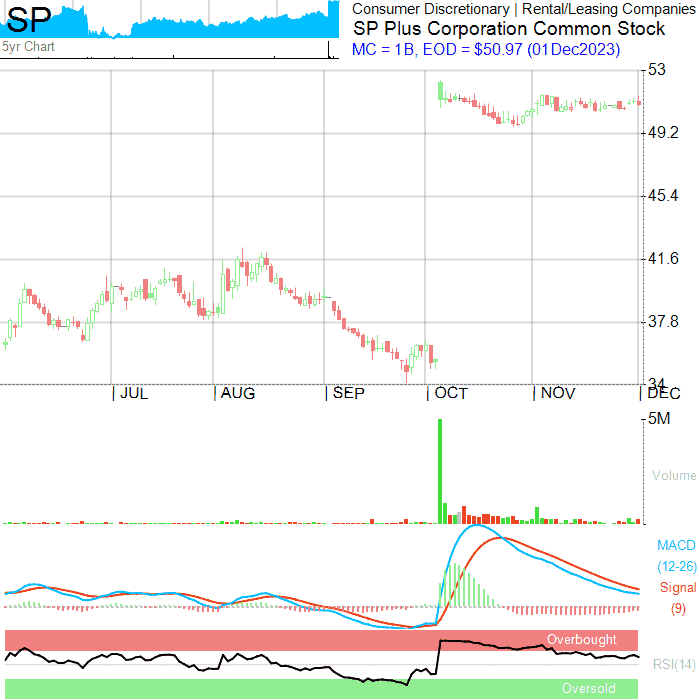 SP
5yr Chart
Consumer Discretionary | Rental/Leasing Companies
SP Plus Corporation Common Stock
MC = 1B, EOD = $50.97 (01Dec2023)
53
49.2
45.4
41.6
37.8
34
JUL
AUG
SEP
OCT
NOV
DEC
5M
Volume
MACD
(12-26)
Signal
(9)
Overbought
RSI(14)
Oversold